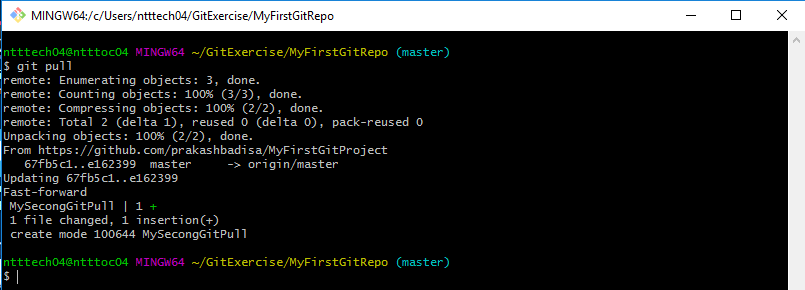 MINGW64:/c/Users/ntttech04/GitExercise/MyFirstGitRepo
ntttech04@ntttoc04 MINGW64 ~/GitExercise/MyFirstGitRepo (master)
$ git pull
remote: Enumerating objects: 3, done.
remote: Counting objects: 100% (3/3), done.
remote: Compressing objects: 100% (2/2), done.
remote: Total 2 (delta 1), reused 0 (delta 0), pack-reused 0
Unpacking objects: 100% (2/2), done.
From https://github.com/prakashbadisa/MyFirstGitProject
   67fb5c1..e162399  master     -> origin/master
Updating 67fb5c1..e162399
Fast-forward
 MySecongGitPull | 1 +
 1 file changed, 1 insertion(+)
 create mode 100644 MySecongGitPull
ntttech04@ntttoc04 MINGW64 ~/GitExercise/MyFirstGitRepo (master)
$